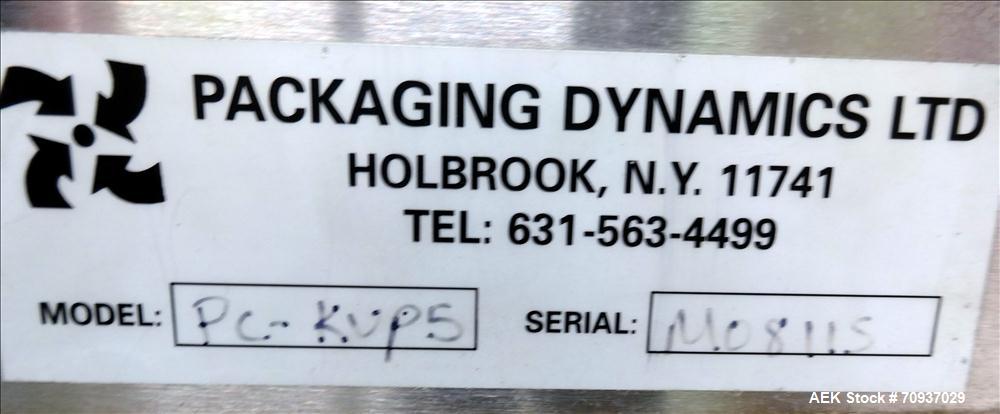 PACKAGING DYNAMICS LTD
HOLBROOK, N.Y. 11741
TEL: 631-563-4499
MODEL: PC-KVP5 SERIAL: M08115
AEK Stock # 70937029